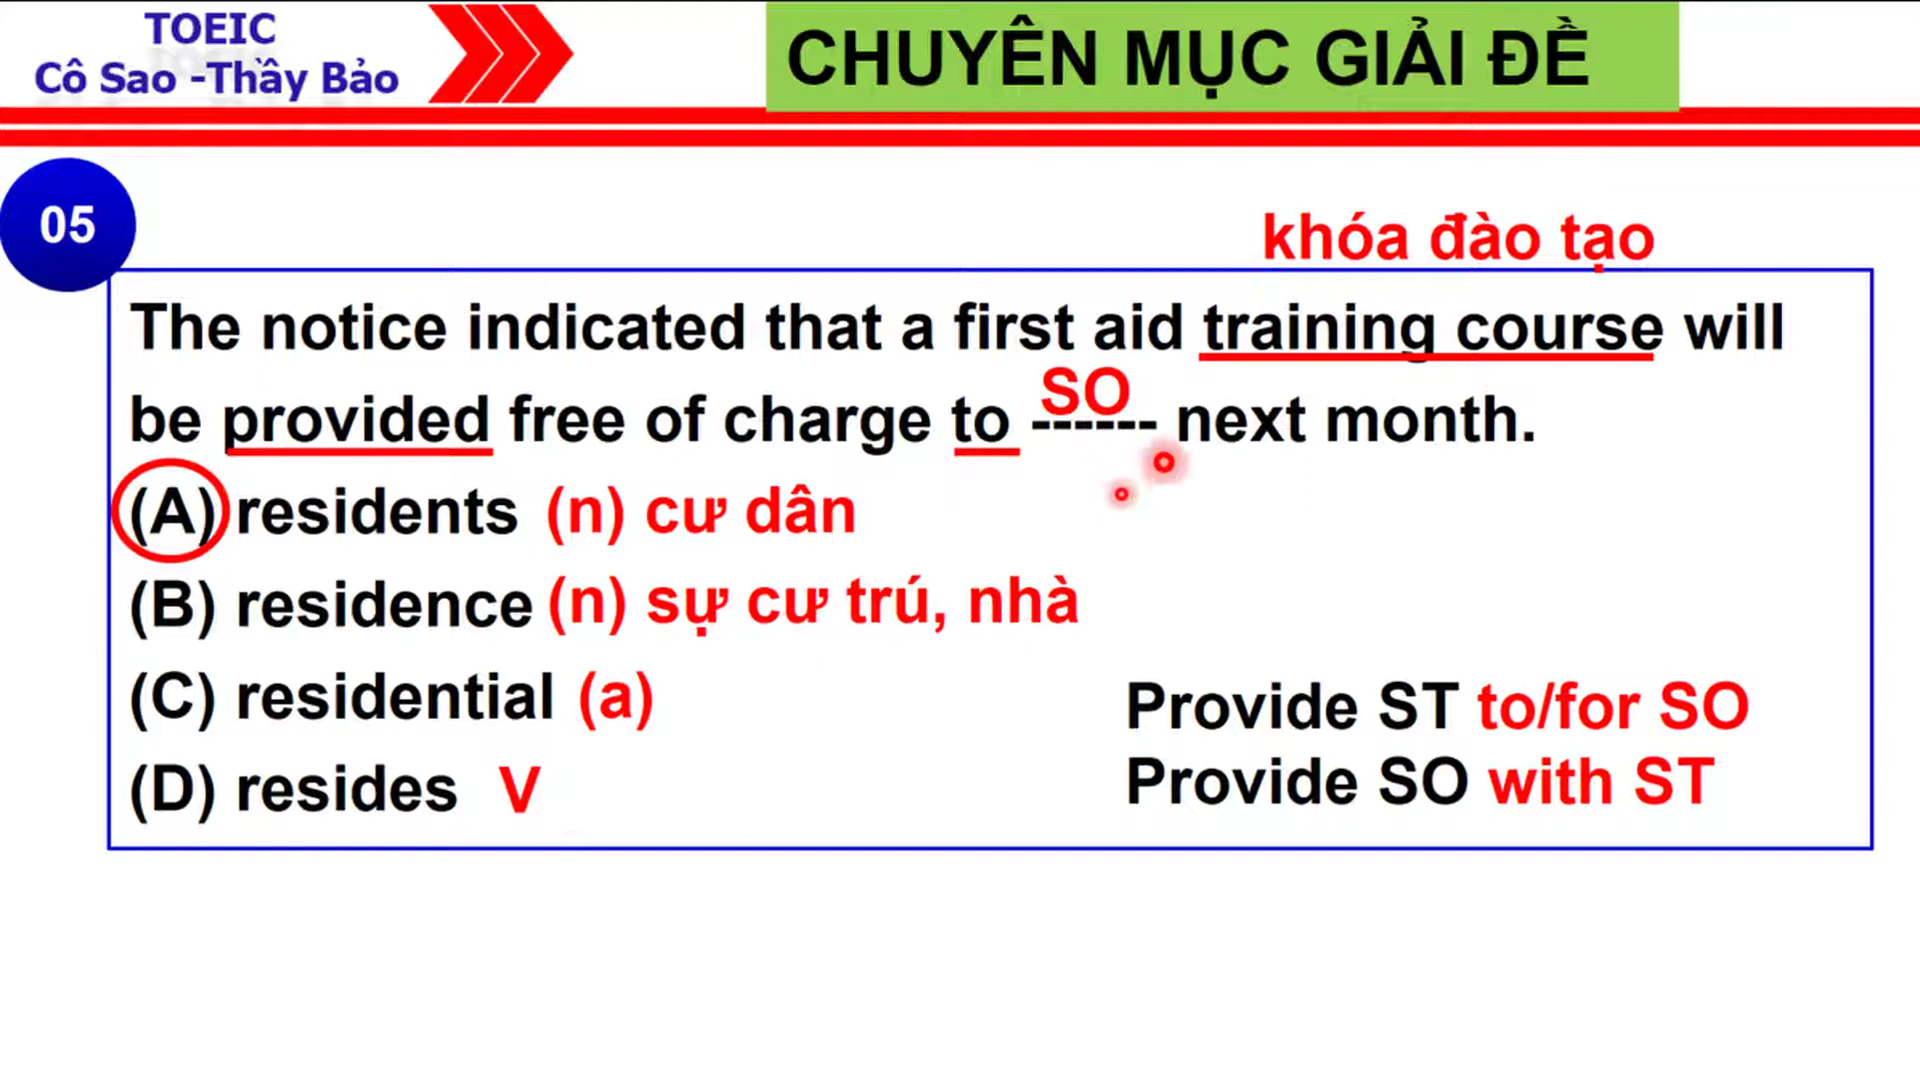 TOEIC
Cô Sao -Thầy Bảo
CHUYÊN MỤC GIẢI ĐỀ
05
khóa đào tạo
The notice indicated that a first aid training course will
SO
be provided free of charge to ------ next month.
(A) residents (n) cư dân
(B) residence (n) sự cư trú, nhà
(C) residential (a)
(D) resides V
Provide ST to/for SO
Provide SO with ST